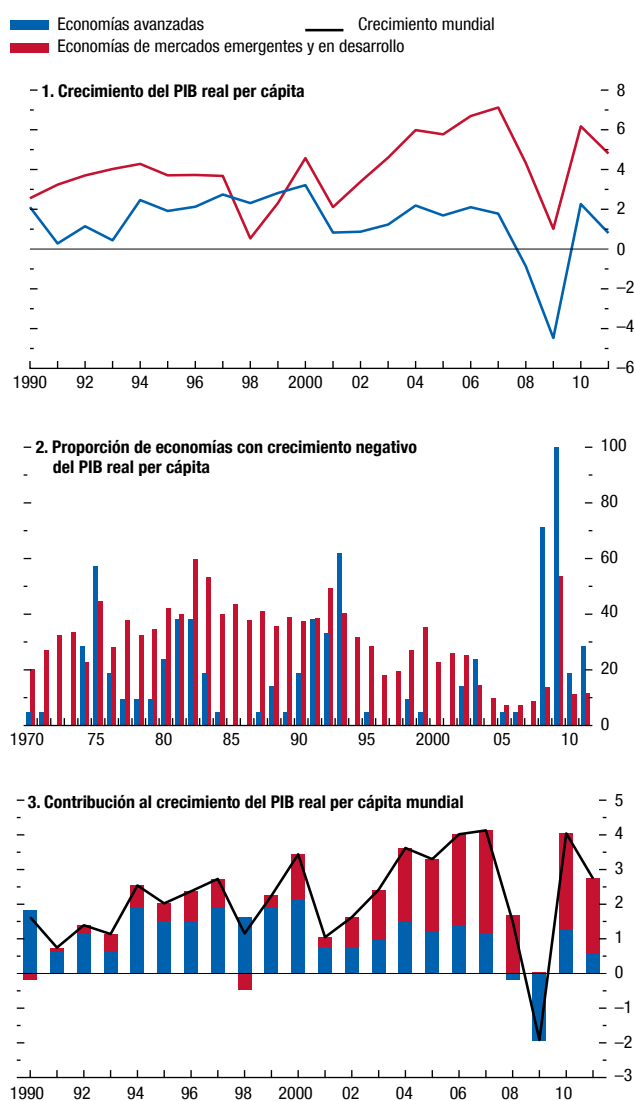 Economías avanzadas
Crecimiento mundial
Economías de mercados emergentes y en desarrollo
1. Crecimiento del PIB real per cápita
8
6
4
2
0
–2
–4
–6
1990 92 94 96 98 2000 02 04 06 08 10
2. Proporción de economías con crecimiento negativo
del PIB real per cápita
100
80
60
40
20
0
1970 75 80 85 90 95 2000 05 10
3. Contribución al crecimiento del PIB real per cápita mundial
5
4
3
2
1
0
–1
–2
–3
1990 92 94 96 98 2000 02 04 06 08 10